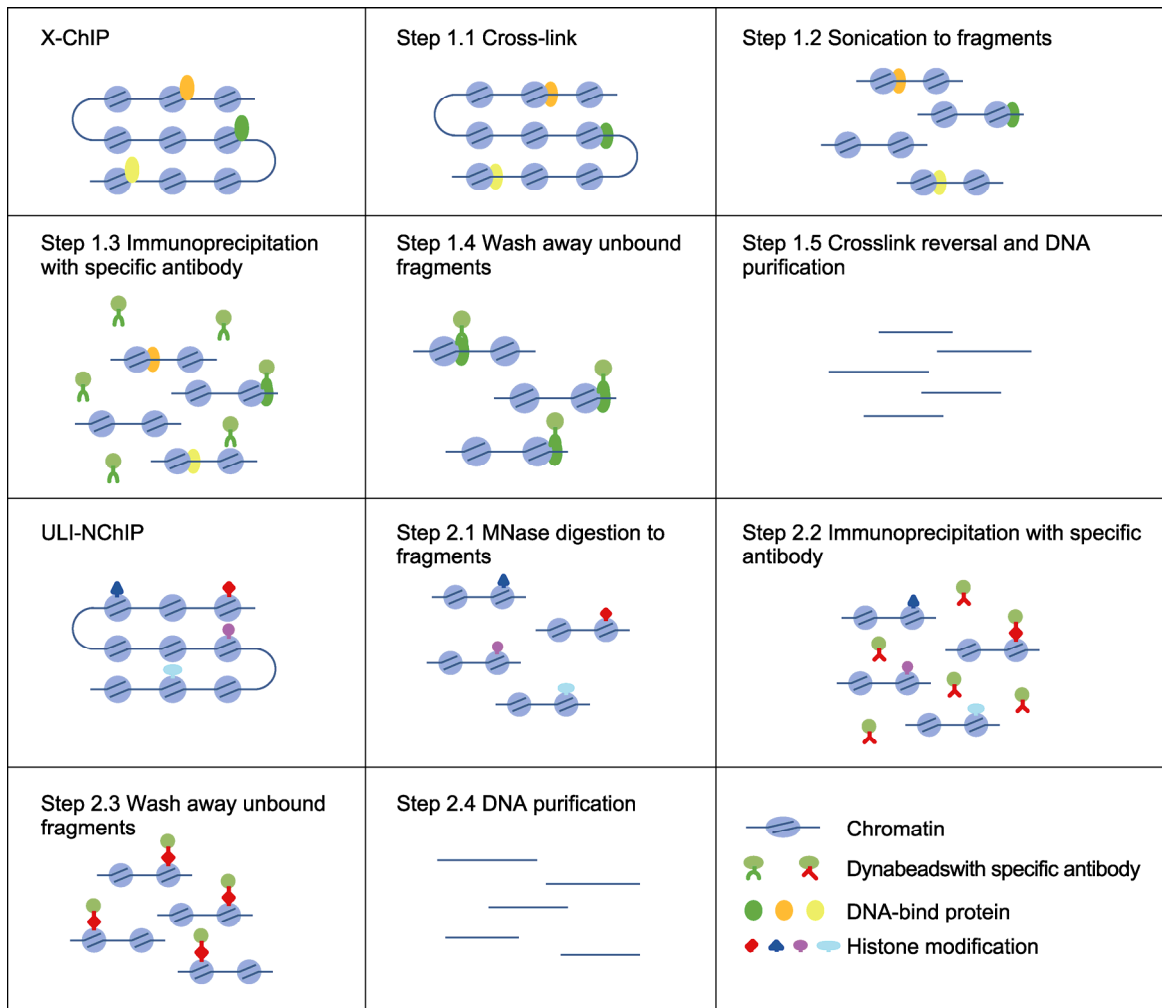 X-ChIP
Step 1.1 Cross-link
Step 1.2 Sonication to fragments
Step 1.3 Immunoprecipitation
with specific antibody
Step 1.4 Wash away unbound
fragments
Step 1.5 Crosslink reversal and DNA
purification
ULI-NChIP
Step 2.1 MNase digestion to
fragments
Step 2.2 Immunoprecipitation with specific
antibody
Step 2.3 Wash away unbound
fragments
Step 2.4 DNA purification
Chromatin
Dynabeadswith specific antibody
DNA-bind protein
Histone modification